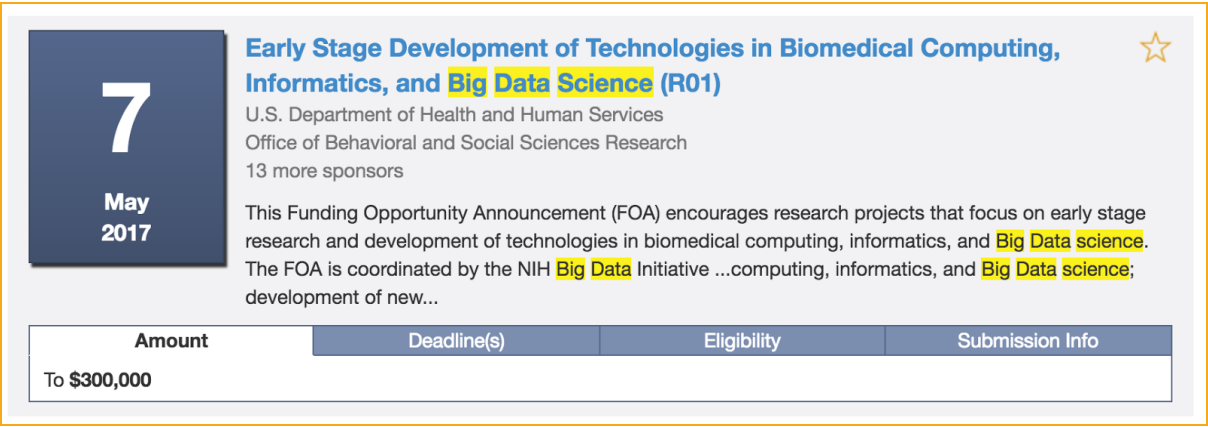 7
May
2017
Early Stage Development of Technologies in Biomedical Computing,
Informatics, and Big Data Science (R01)
U.S. Department of Health and Human Services
Office of Behavioral and Social Sciences Research
13 more sponsors
This Funding Opportunity Announcement (FOA) encourages research projects that focus on early stage
research and development of technologies in biomedical computing, informatics, and Big Data science.
The FOA is coordinated by the NIH Big Data Initiative ...computing, informatics, and Big Data science;
development of new...
Amount Deadline(s) Eligibility Submission Info
To $300,000